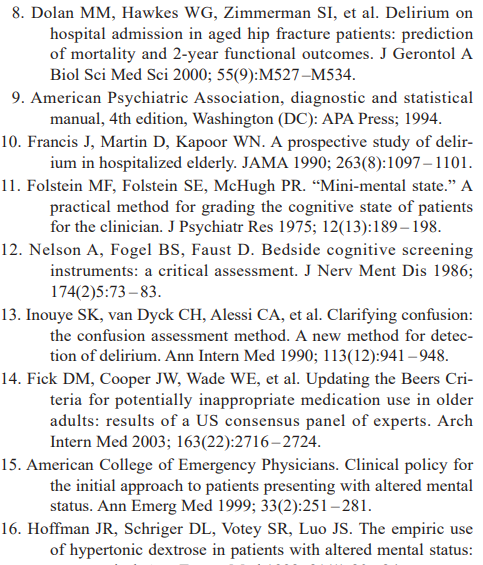 8. Dolan MM, Hawkes WG, Zimmerman SI, et al. Delirium on
hospital admission in aged hip fracture patients: prediction
of mortality and 2-year functional outcomes. J Gerontol A
Biol Sci Med Sci 2000; 55(9):M527–M534.
9. American Psychiatric Association, diagnostic and statistical
manual, 4th edition, Washington (DC): APA Press; 1994.
10. Francis J, Martin D, Kapoor WN. A prospective study of delir-
ium in hospitalized elderly. JAMA 1990; 263(8):1097–1101.
11. Folstein MF, Folstein SE, McHugh PR. “Mini-mental state.” A
practical method for grading the cognitive state of patients
for the clinician. J Psychiatr Res 1975; 12(13):189–198.
12. Nelson A, Fogel BS, Faust D. Bedside cognitive screening
instruments: a critical assessment. J Nerv Ment Dis 1986;
174(2)5:73–83.
13. Inouye SK, van Dyck CH, Alessi CA, et al. Clarifying confusion:
the confusion assessment method. A new method for detec-
tion of delirium. Ann Intern Med 1990; 113(12):941–948.
14. Fick DM, Cooper JW, Wade WE, et al. Updating the Beers Cri-
teria for potentially inappropriate medication use in older
adults: results of a US consensus panel of experts. Arch
Intern Med 2003; 163(22):2716–2724.
15. American College of Emergency Physicians. Clinical policy for
the initial approach to patients presenting with altered mental
status. Ann Emerg Med 1999; 33(2):251–281.
16. Hoffman JR, Schriger DL, Votey SR, Luo JS. The empiric use
of hypertonic dextrose in patients with altered mental status: